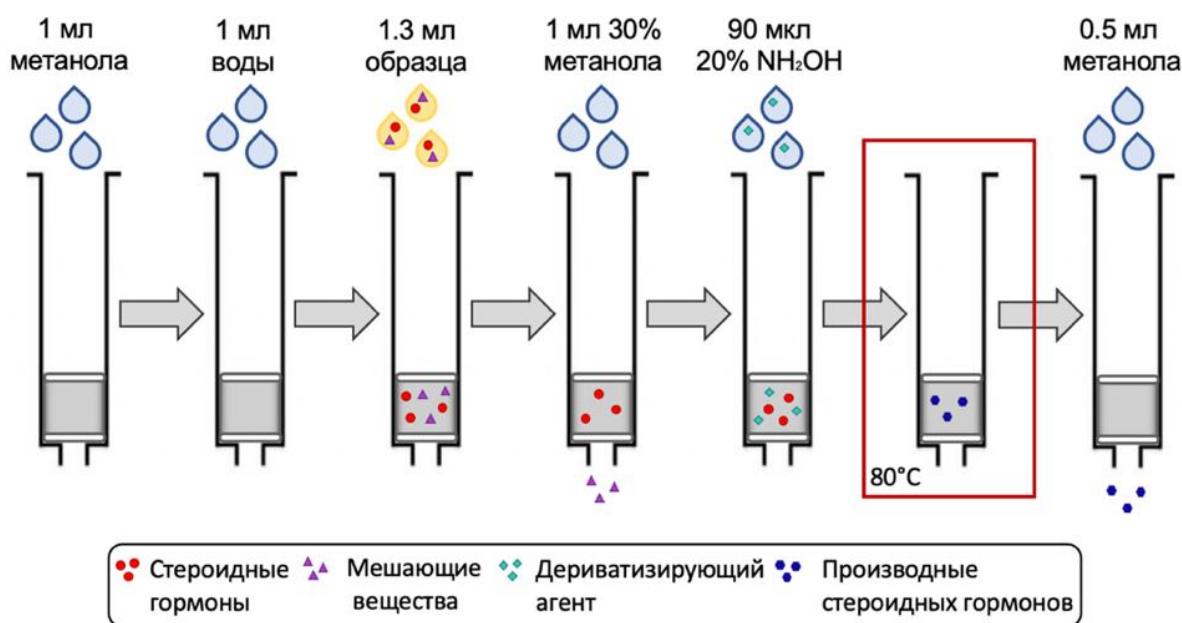 1 мл
метанола
1 мл
воды
1.3 мл
образца
1 мл 30%
метанола
90 мкл
20% NH₂OH
0.5 мл
метанола
80°C
Стероидные
гормоны
Мешающие
вещества
Дериватизирующий
агент
Производные
стероидных гормонов